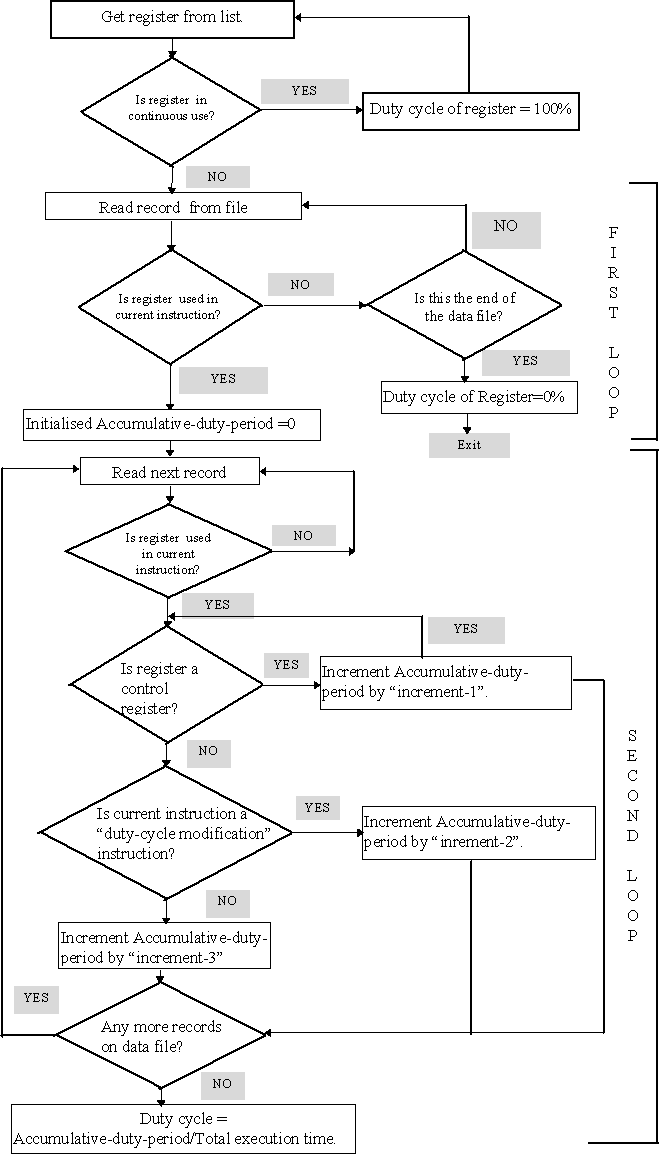 Get register from list.
Is register in
continuous use?
YES
Duty cycle of register = 100%
NO
Read record from file
NO
Is register used in
current instruction?
NO
Is this the end of
the data file?
YES
YES
Duty cycle of Register=0%
Initialised Accumulative-duty-period =0
Exit
FIRST LOOP
Read next record
Is register used
in current
instruction?
NO
YES
YES
Is register a
control
register?
YES
Increment Accumulative-duty-
period by “increment-1”.
NO
Is current instruction a
“duty-cycle modification”
instruction?
YES
Increment Accumulative-duty-
period by “inrement-2”.
NO
Increment Accumulative-duty-
period by “increment-3”
YES
Any more records
on data file?
NO
Duty cycle =
Accumulative-duty-period/Total execution time.
SECOND LOOP